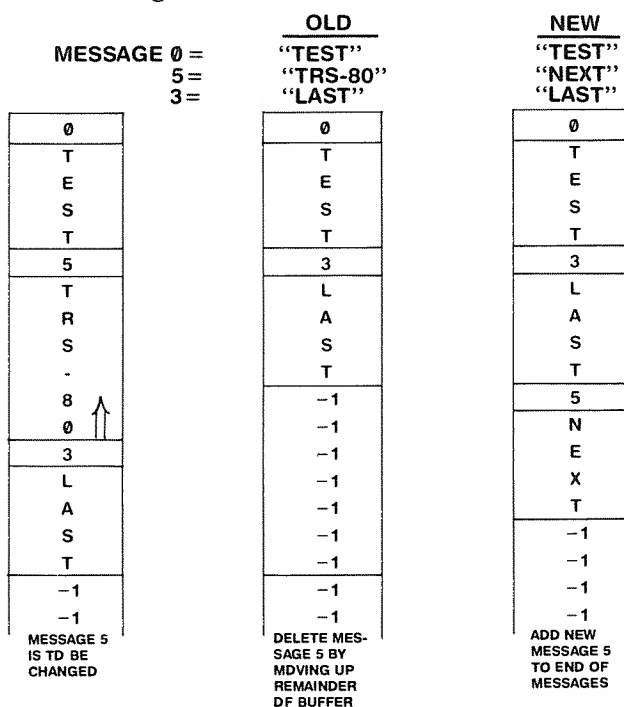 OLD
NEW
MESSAGE 0 = "TEST" "TEST"
5 = "TRS-80" "NEXT"
3 = "LAST" "LAST"
0
T
E
S
T
5
T
R
S
-
8
0
3
L
A
S
T
-1
-1
MESSAGE 5
IS TD BE
CHANGED
0
T
E
S
T
3
L
A
S
T
-1
-1
-1
-1
-1
-1
-1
-1
-1
DELETE MES-
SAGE 5 BY
MDVING UP
REMAINDER
DF BUFFER
0
T
E
S
T
3
L
A
S
T
5
N
E
X
T
-1
-1
-1
-1
ADD NEW
MESSAGE 5
TO END OF
MESSAGES